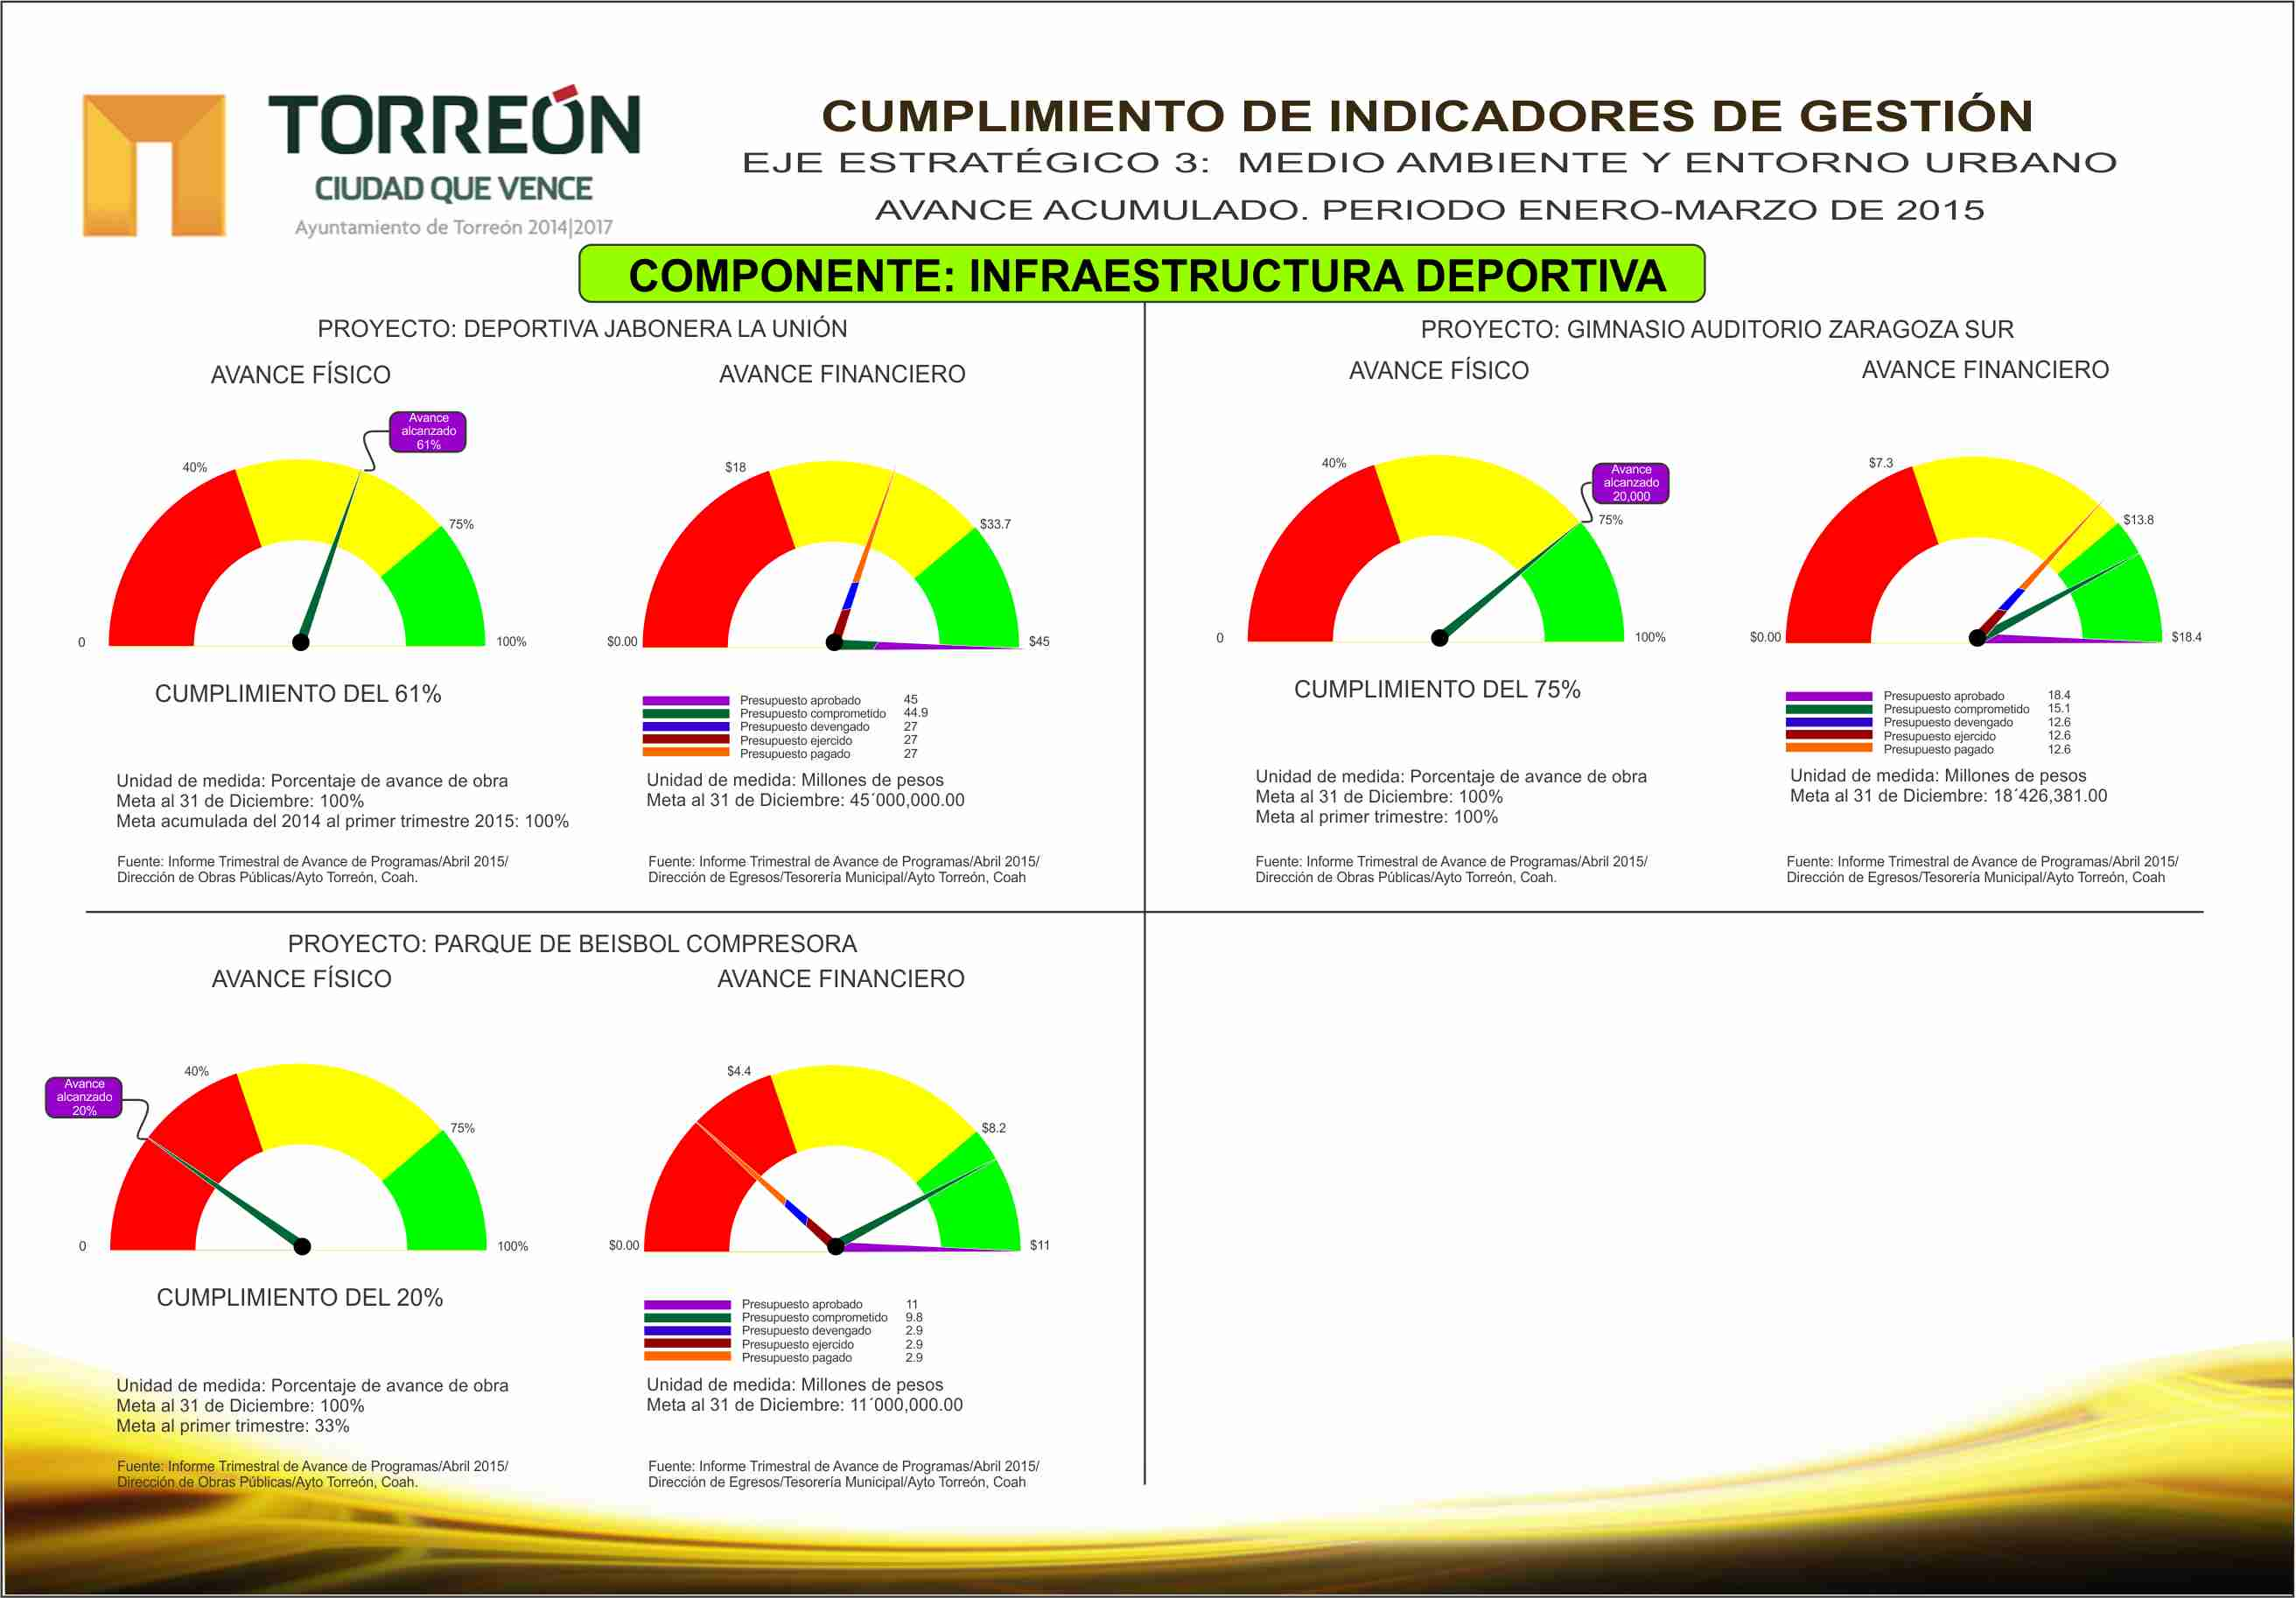 TORREÓN
CIUDAD QUE VENCE
Ayuntamiento de Torreón 2014|2017
CUMPLIMIENTO DE INDICADORES DE GESTIÓN
EJE ESTRATÉGICO 3: MEDIO AMBIENTE Y ENTORNO URBANO
AVANCE ACUMULADO. PERIODO ENERO-MARZO DE 2015
COMPONENTE: INFRAESTRUCTURA DEPORTIVA
PROYECTO: DEPORTIVA JABONERA LA UNIÓN
AVANCE FÍSICO
Avance
alcanzado
61%
40%
75%
0
100%
CUMPLIMIENTO DEL 61%
Unidad de medida: Porcentaje de avance de obra
Meta al 31 de Diciembre: 100%
Meta acumulada del 2014 al primer trimestre 2015: 100%
Fuente: Informe Trimestral de Avance de Programas/Abril 2015/
Dirección de Obras Públicas/Ayto Torreón, Coah.
AVANCE FINANCIERO
$18
$33.7
$0.00
$45
Presupuesto aprobado 45
Presupuesto comprometido 44.9
Presupuesto devengado 27
Presupuesto ejercido 27
Presupuesto pagado 27
Unidad de medida: Millones de pesos
Meta al 31 de Diciembre: 45´000,000.00
Fuente: Informe Trimestral de Avance de Programas/Abril 2015/
Dirección de Egresos/Tesorería Municipal/Ayto Torreón, Coah
PROYECTO: GIMNASIO AUDITORIO ZARAGOZA SUR
AVANCE FÍSICO
Avance
alcanzado
20,000
40%
75%
0
100%
CUMPLIMIENTO DEL 75%
Unidad de medida: Porcentaje de avance de obra
Meta al 31 de Diciembre: 100%
Meta al primer trimestre: 100%
Fuente: Informe Trimestral de Avance de Programas/Abril 2015/
Dirección de Obras Públicas/Ayto Torreón, Coah.
AVANCE FINANCIERO
$7.3
$13.8
$0.00
$18.4
Presupuesto aprobado 18.4
Presupuesto comprometido 15.1
Presupuesto devengado 12.6
Presupuesto ejercido 12.6
Presupuesto pagado 12.6
Unidad de medida: Millones de pesos
Meta al 31 de Diciembre: 18´426,381.00
Fuente: Informe Trimestral de Avance de Programas/Abril 2015/
Dirección de Egresos/Tesorería Municipal/Ayto Torreón, Coah
PROYECTO: PARQUE DE BEISBOL COMPRESORA
AVANCE FÍSICO
Avance
alcanzado
20%
40%
75%
0
100%
CUMPLIMIENTO DEL 20%
Unidad de medida: Porcentaje de avance de obra
Meta al 31 de Diciembre: 100%
Meta al primer trimestre: 33%
Fuente: Informe Trimestral de Avance de Programas/Abril 2015/
Dirección de Obras Públicas/Ayto Torreón, Coah.
AVANCE FINANCIERO
$4.4
$8.2
$0.00
$11
Presupuesto aprobado 11
Presupuesto comprometido 9.8
Presupuesto devengado 2.9
Presupuesto ejercido 2.9
Presupuesto pagado 2.9
Unidad de medida: Millones de pesos
Meta al 31 de Diciembre: 11´000,000.00
Fuente: Informe Trimestral de Avance de Programas/Abril 2015/
Dirección de Egresos/Tesorería Municipal/Ayto Torreón, Coah